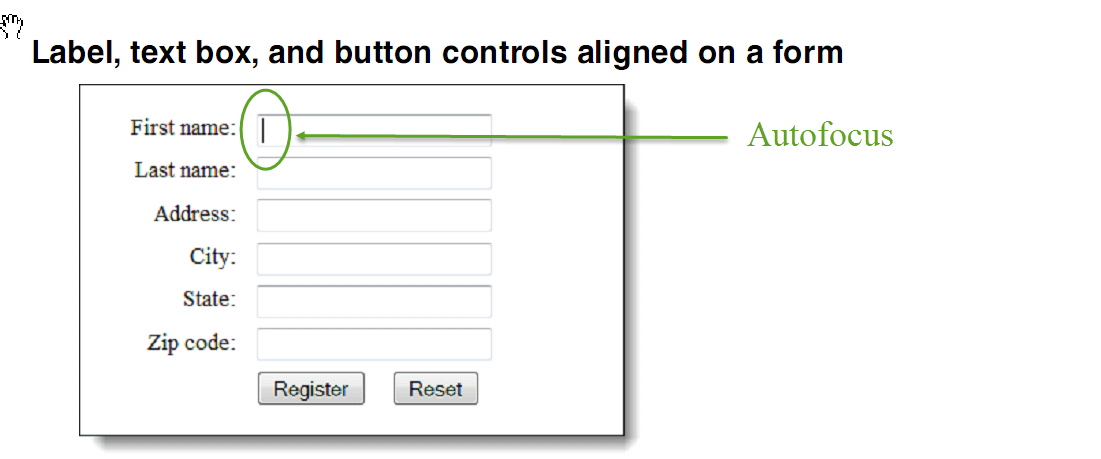 Label, text box, and button controls aligned on a form
First name:
Autofocus
Last name:
Address:
City:
State:
Zip code:
Register Reset